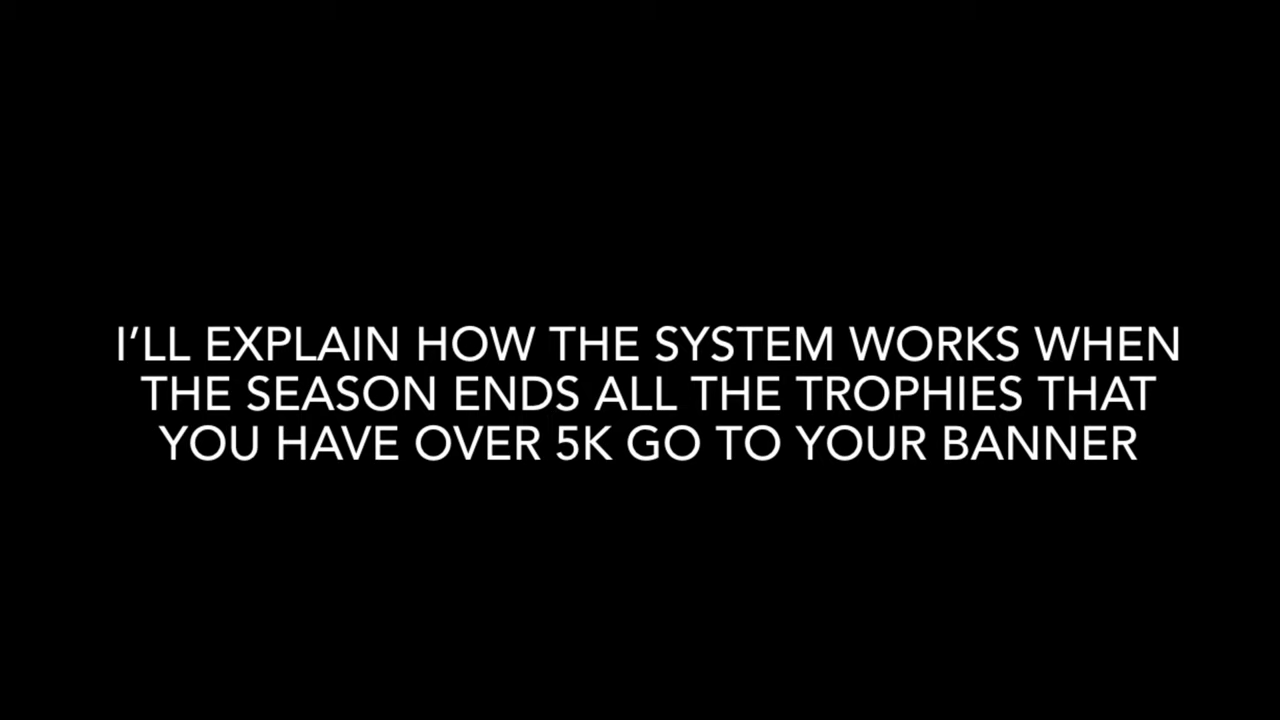 I’LL EXPLAIN HOW THE SYSTEM WORKS WHEN
THE SEASON ENDS ALL THE TROPHIES THAT
YOU HAVE OVER 5K GO TO YOUR BANNER